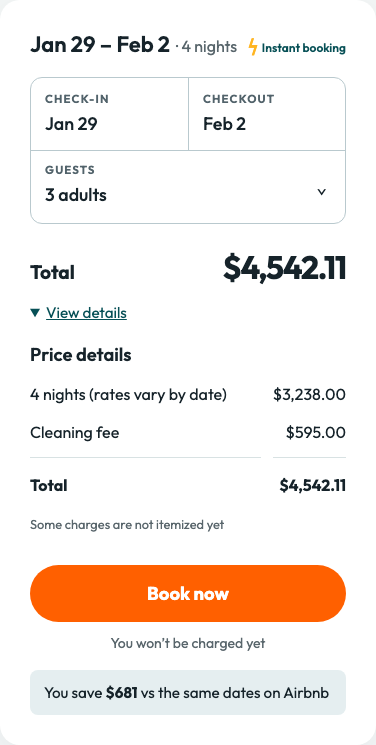 Jan 29 – Feb 2 · 4 nights Instant booking
CHECK-IN
Jan 29
CHECKOUT
Feb 2
GUESTS
3 adults
Total $4,542.11
View details
Price details
4 nights (rates vary by date) $3,238.00
Cleaning fee $595.00
Total $4,542.11
Some charges are not itemized yet
Book now
You won't be charged yet
You save $681 vs the same dates on Airbnb